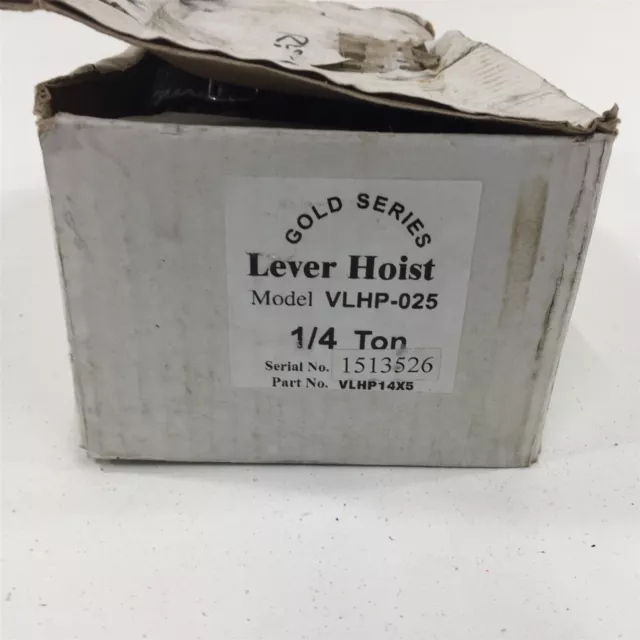 GOLD SERIES
Lever Hoist
Model VLHP-025
1/4 Ton
Serial No. 1513526
Part No. VLHP14X5